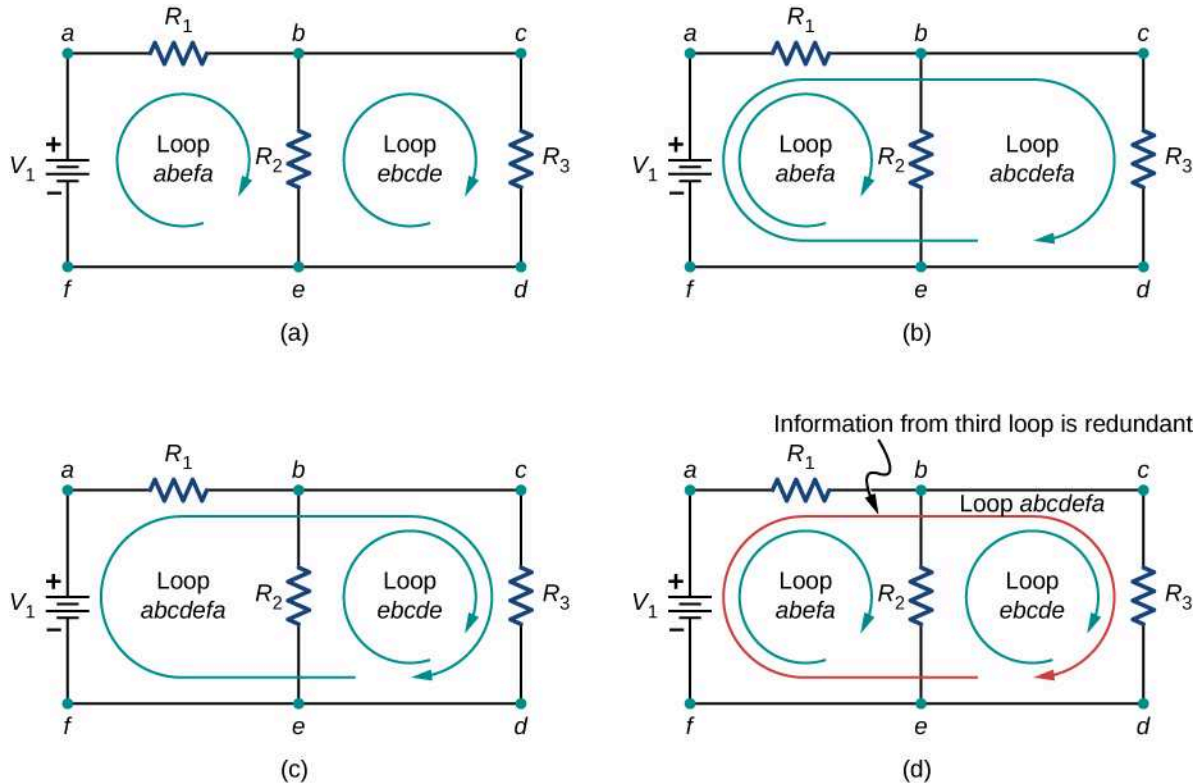 a R1 b c
V1 + − Loop abefa R2 Loop ebcde R3
f e d
(a)
a R1 b c
V1 + − Loop abefa R2 Loop abcdefa R3
f e d
(b)
a R1 b c
V1 + − Loop abcdefa R2 Loop ebcde R3
f e d
(c)
Information from third loop is redundant
a R1 b c
Loop abcdefa
V1 + − Loop abefa R2 Loop ebcde R3
f e d
(d)